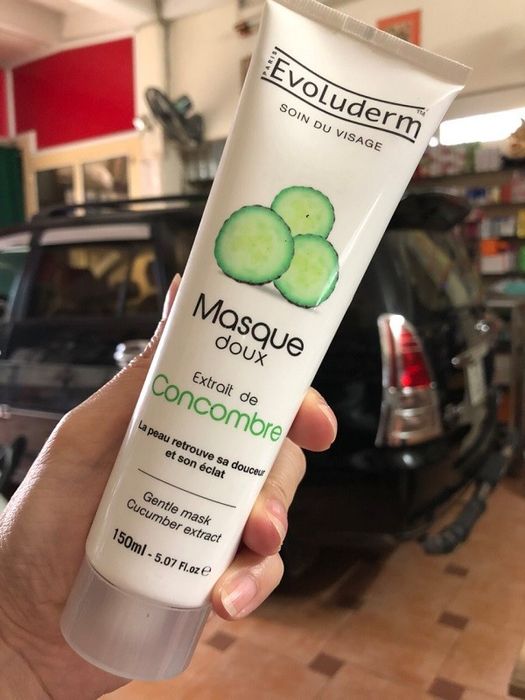 PARIS
EvoLuderm™
SOIN DU VISAGE
Masque
doux
Extrait de
Concombre
La peau retrouve sa douceur
et son éclat
Gentle mask
Cucumber extract
150ml - 5.07 Fl.oz ℮